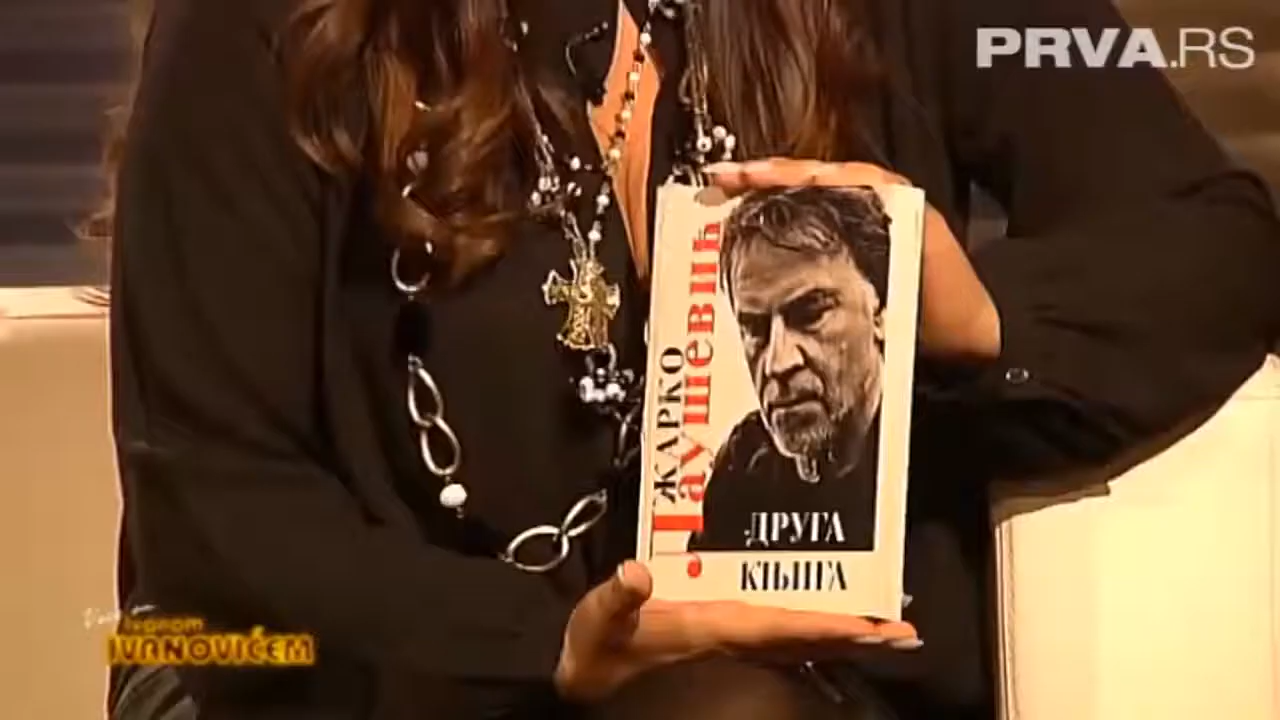 PRVA.RS
ЖАРКО
Лаушевић
ДРУГА
КЊИГА
IVANOVIĆEM